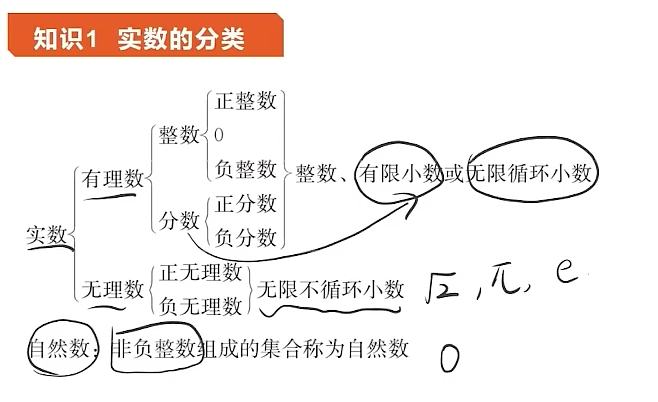 知识1 实数的分类
实数 有理数 整数 正整数
0
负整数
分数 正分数
负分数
整数、有限小数或无限循环小数
无理数 正无理数
负无理数
无限不循环小数 √2, π, e
自然数：非负整数组成的集合称为自然数 0